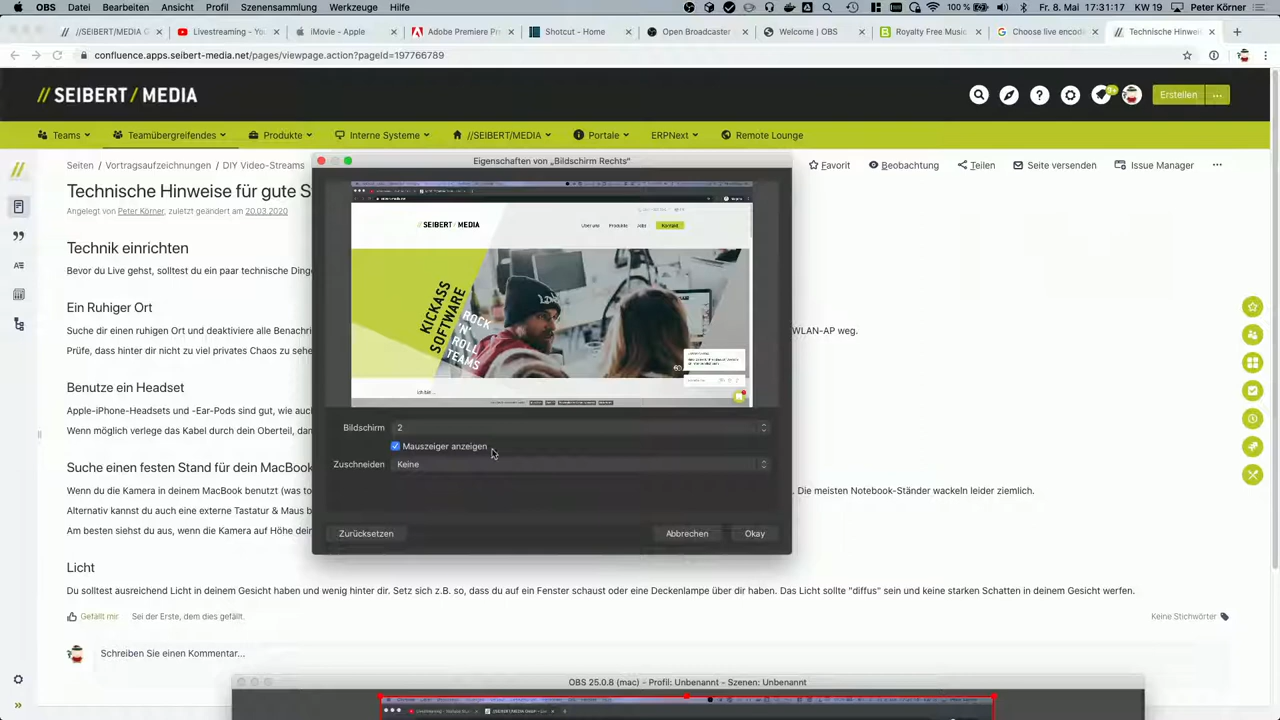 OBS Datei Bearbeiten Ansicht Profil Szenensammlung Werkzeuge Hilfe 100 % Fr. 8. Mai 17:31:17 KW 19 Peter Körner
//SEIBERT/MEDIA G Livestreaming - Yo iMovie - Apple Adobe Premiere Pr Shotcut - Home Open Broadcaster Welcome | OBS Royalty Free Music Choose live encodi Technische Hinwei
confluence.apps.seibert-media.net/pages/viewpage.action?pageId=197766789
// SEIBERT / MEDIA 9+ Erstellen ...
Teams Teamübergreifendes Produkte Interne Systeme //SEIBERT/MEDIA Portale ERPNext Remote Lounge
Seiten / Vortragsaufzeichnungen / DIY Video-Streams Favorit Beobachtung Teilen Seite versenden Issue Manager ...
Technische Hinweise für gute S
Angelegt von Peter Körner, zuletzt geändert am 20.03.2020
Technik einrichten
Bevor du Live gehst, solltest du ein paar technische Ding
Ein Ruhiger Ort
Suche dir einen ruhigen Ort und deaktiviere alle Benachri WLAN-AP weg.
Prüfe, dass hinter dir nicht zu viel privates Chaos zu sehe
Benutze ein Headset
Apple-iPhone-Headsets und -Ear-Pods sind gut, wie auc
Wenn möglich verlege das Kabel durch dein Oberteil, dan
Suche einen festen Stand für dein MacBook
Wenn du die Kamera in deinem MacBook benutzt (was to . Die meisten Notebook-Ständer wackeln leider ziemlich.
Alternativ kannst du auch eine externe Tastatur & Maus b
Am besten siehst du aus, wenn die Kamera auf Höhe dein
Licht
Du solltest ausreichend Licht in deinem Gesicht haben und wenig hinter dir. Setz sich z.B. so, dass du auf ein Fenster schaust oder eine Deckenlampe über dir haben. Das Licht sollte "diffus" sein und keine starken Schatten in deinem Gesicht werfen.
Gefällt mir Sei der Erste, dem dies gefällt. Keine Stichwörter
Schreiben Sie einen Kommentar...
Eigenschaften von „Bildschirm Rechts"
// SEIBERT / MEDIA Über uns Produkte Jobs Kontakt
KICKASS
SOFTWARE
ROCK
'N'
ROLL
TEAMS
Ich bin ...
Bildschirm 2
Mauszeiger anzeigen
Zuschneiden Keine
Zurücksetzen Abbrechen Okay
OBS 25.0.8 (mac) - Profil: Unbenannt - Szenen: Unbenannt